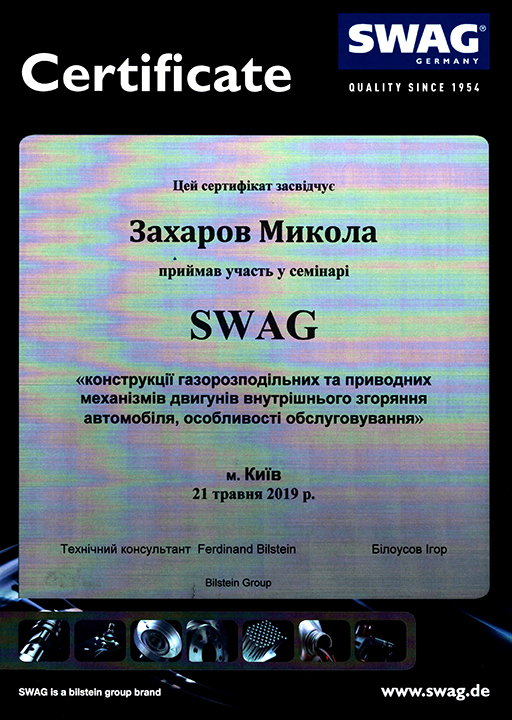 SWAG®
GERMANY
Certificate
QUALITY SINCE 1954
Цей сертифікат засвідчує
Захаров Микола
приймав участь у семінарі
SWAG
«конструкції газорозподільних та приводних
механізмів двигунів внутрішнього згоряння
автомобіля, особливості обслуговування»
м. Київ
21 травня 2019 р.
Технічний консультант Ferdinand Bilstein Білоусов Ігор
Bilstein Group
SWAG is a bilstein group brand
www.swag.de